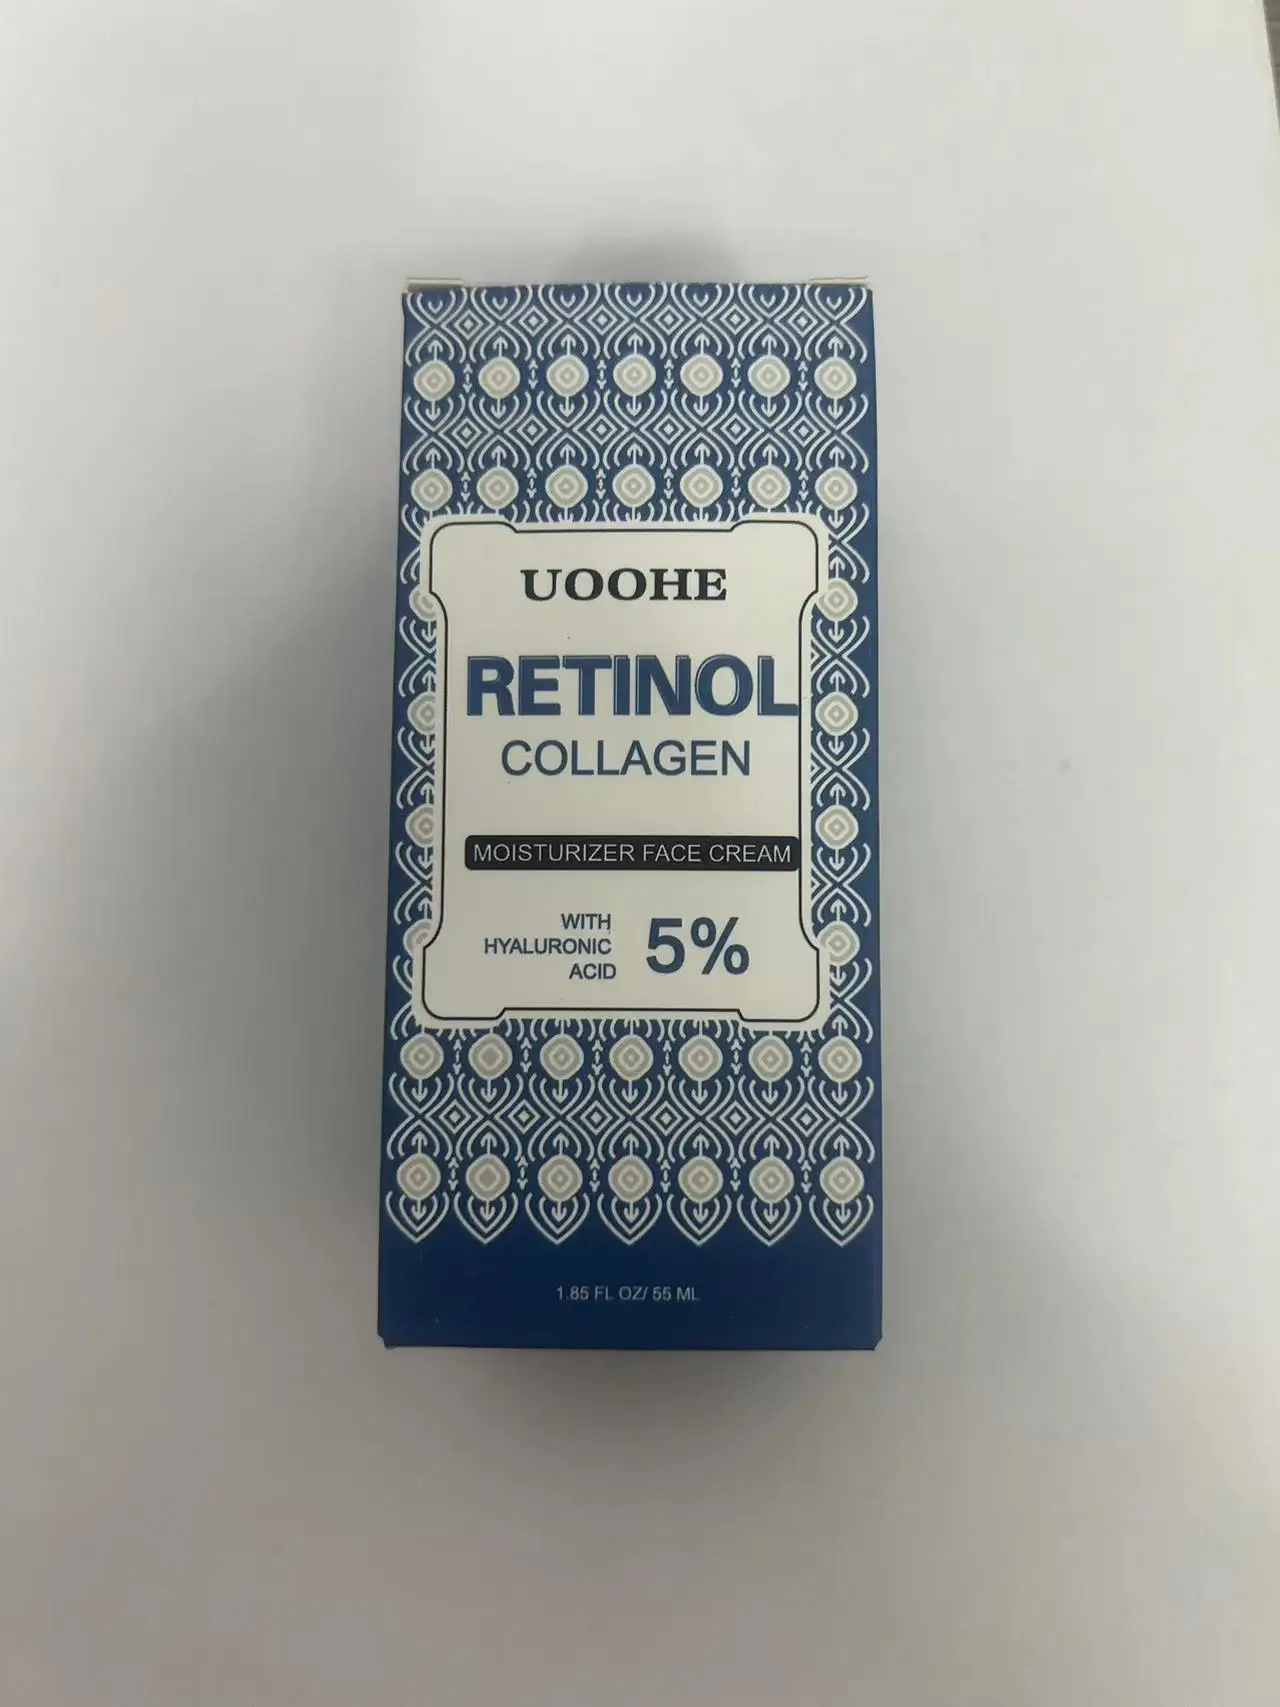 UOOHE
RETINOL
COLLAGEN
MOISTURIZER FACE CREAM
WITH
HYALURONIC
ACID
5%
1.85 FL OZ/ 55 ML